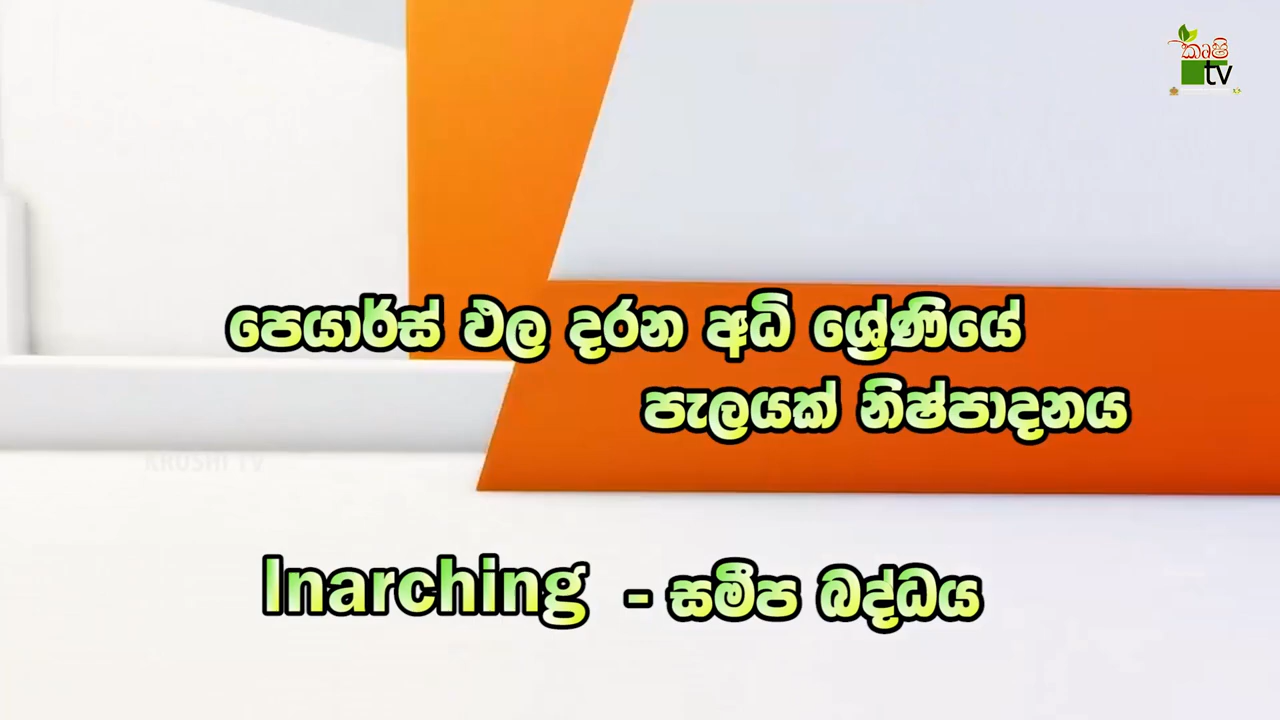 කෘෂි
tv
පෙයාර්ස් ඵල දරන අධි ශ්‍රේණියේ
පැලයක් නිෂ්පාදනය
KRUSHI TV
Inarching - සමීප බද්ධය